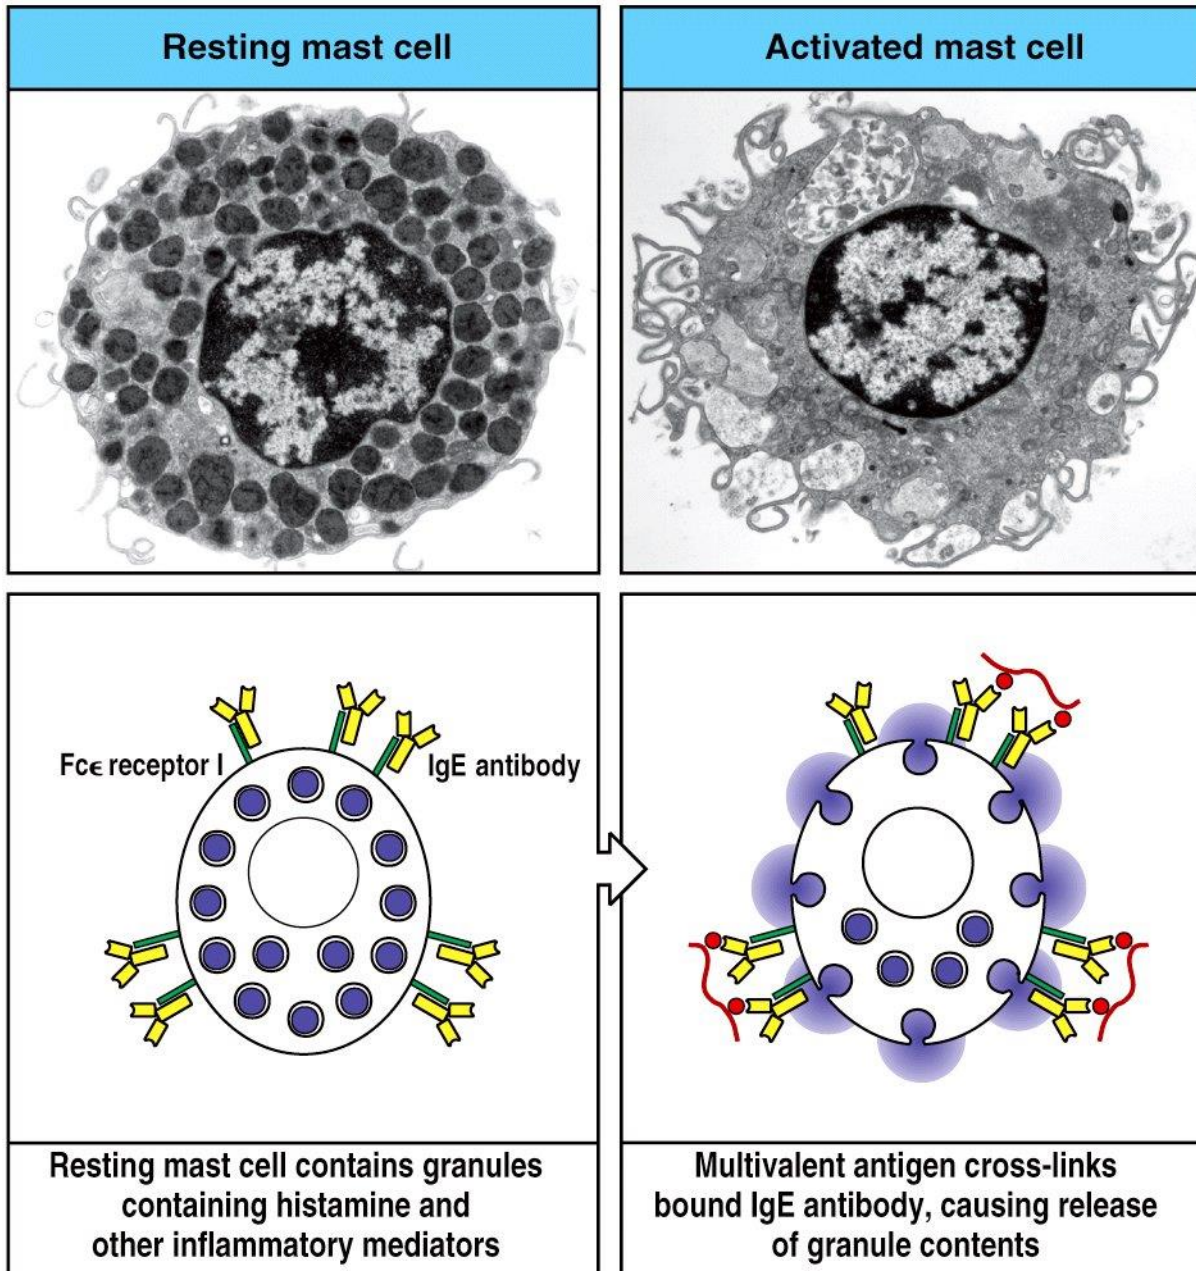 Resting mast cell
Activated mast cell
Fcϵ receptor I
IgE antibody
Resting mast cell contains granules
containing histamine and
other inflammatory mediators
Multivalent antigen cross-links
bound IgE antibody, causing release
of granule contents